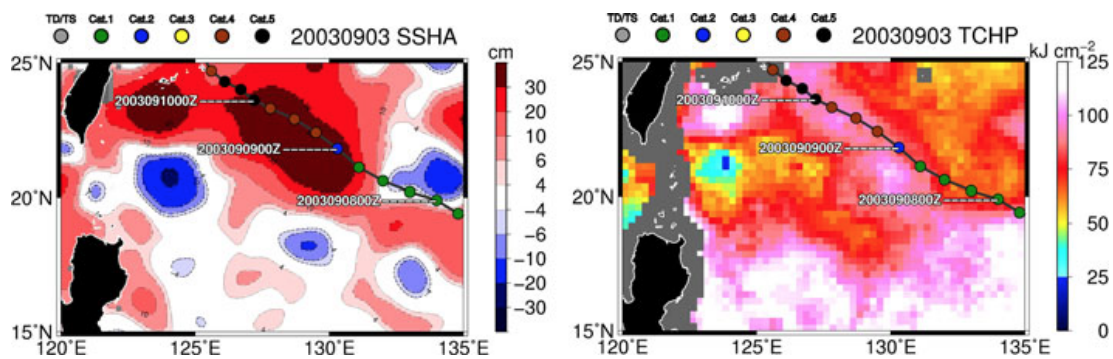 TD/TS Cat.1 Cat.2 Cat.3 Cat.4 Cat.5
20030903 SSHA
cm
25˚N
20˚N
15˚N
120˚E 125˚E 130˚E 135˚E
2003091000Z
2003090900Z
2003090800Z
30
20
10
6
4
−4
−6
−10
−20
−30
TD/TS Cat.1 Cat.2 Cat.3 Cat.4 Cat.5
20030903 TCHP
kJ cm−2
25˚N
20˚N
15˚N
120˚E 125˚E 130˚E 135˚E
2003091000Z
2003090900Z
2003090800Z
125
100
75
50
25
0